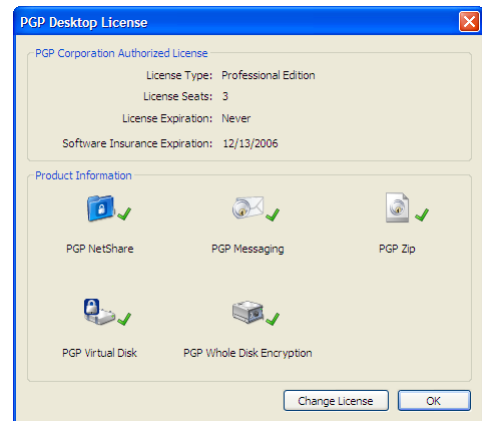 PGP Desktop License
PGP Corporation Authorized License
License Type: Professional Edition
License Seats: 3
License Expiration: Never
Software Insurance Expiration: 12/13/2006
Product Information
PGP NetShare PGP Messaging PGP Zip
PGP Virtual Disk PGP Whole Disk Encryption
Change License OK